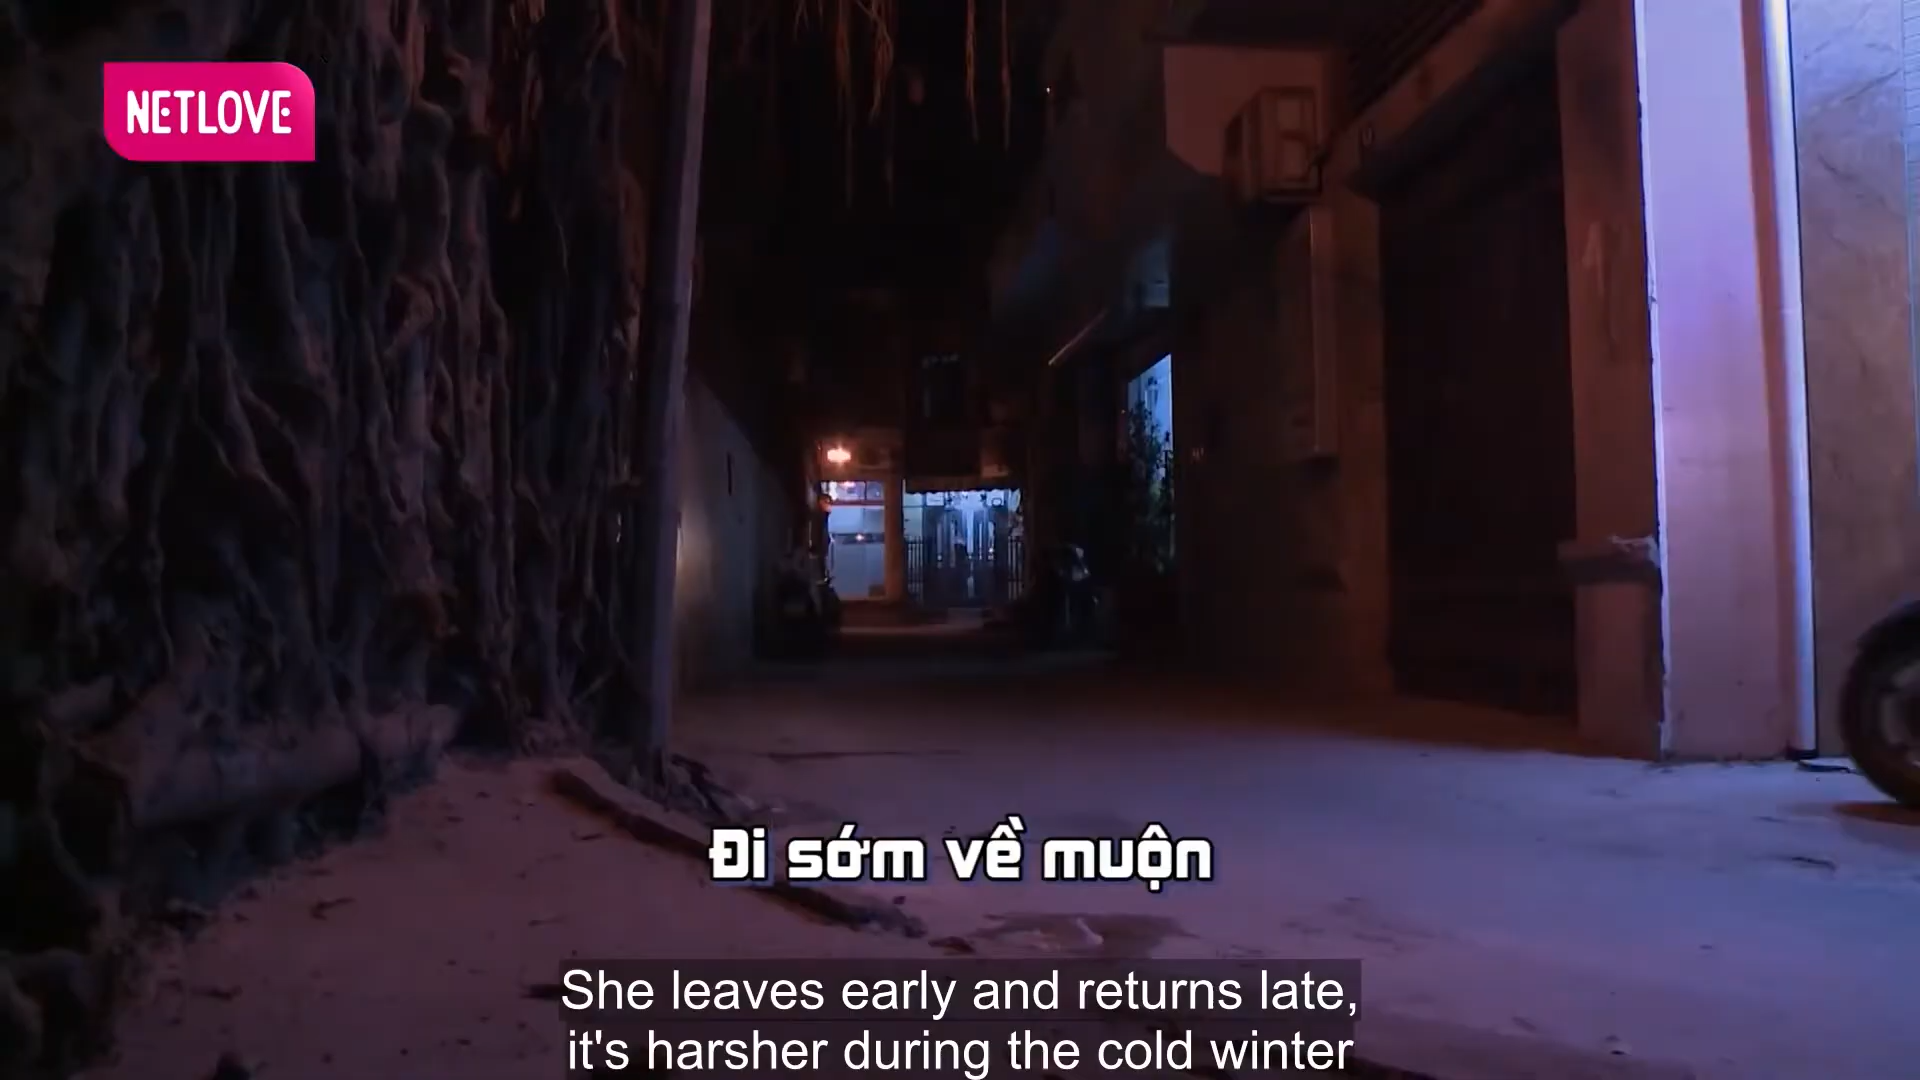 NETLOVE
Đi sớm về muộn
She leaves early and returns late,
it's harsher during the cold winter